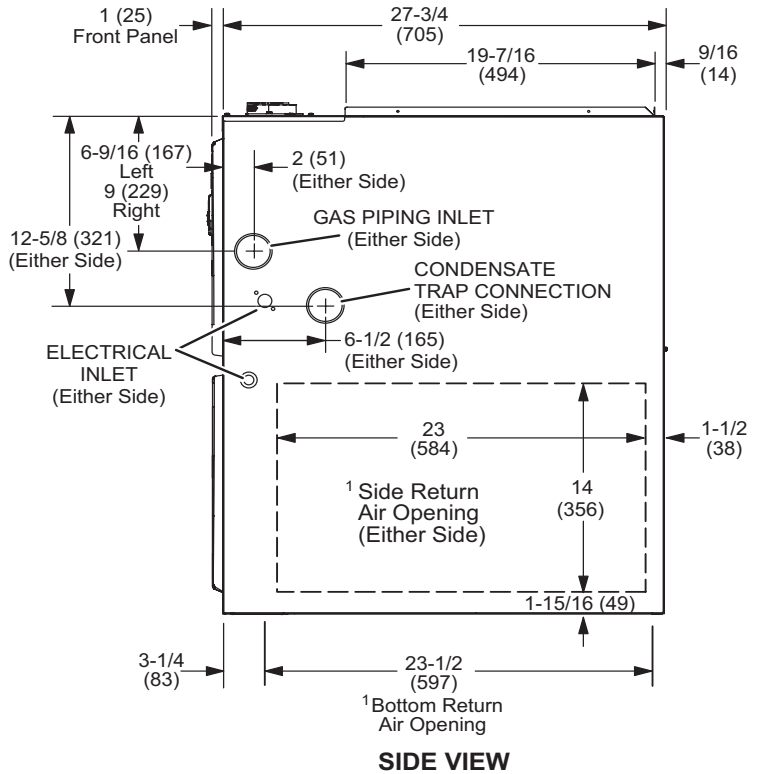 1 (25)
Front Panel
27-3/4
(705)
19-7/16
(494)
9/16
(14)
6-9/16 (167)
Left
9 (229)
Right
2 (51)
(Either Side)
12-5/8 (321)
(Either Side)
GAS PIPING INLET
(Either Side)
CONDENSATE
TRAP CONNECTION
(Either Side)
6-1/2 (165)
(Either Side)
ELECTRICAL
INLET
(Either Side)
23
(584)
1-1/2
(38)
1 Side Return
Air Opening
(Either Side)
14
(356)
1-15/16 (49)
3-1/4
(83)
23-1/2
(597)
1 Bottom Return
Air Opening
SIDE VIEW